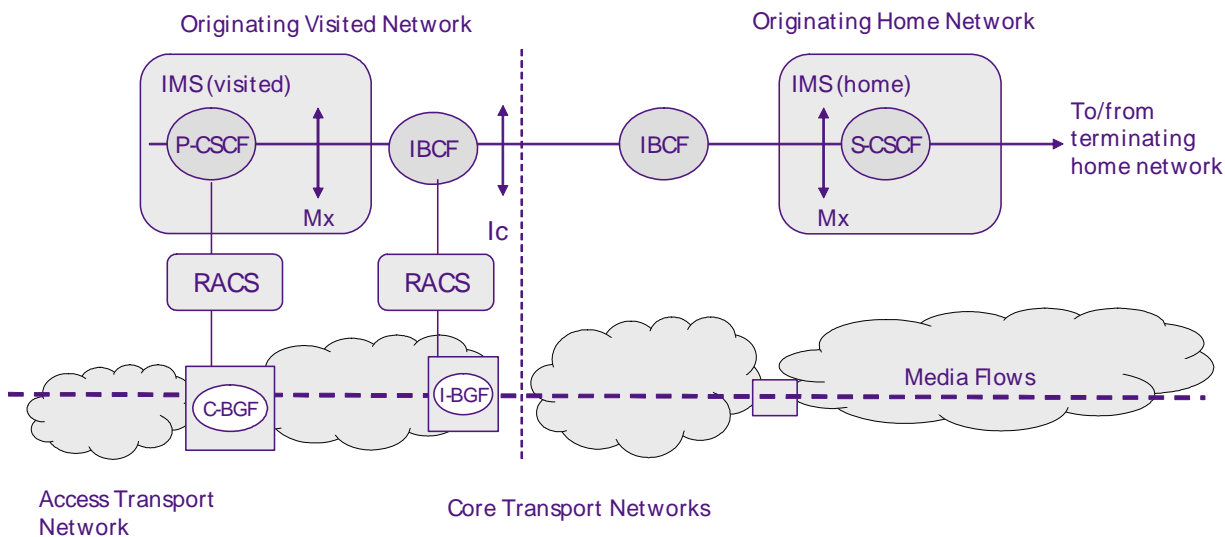 Originating Visited Network
Originating Home Network
IMS (visited)
IMS (home)
P-CSCF
IBCF
IBCF
S-CSCF
To/from
terminating
home network
Mx
Ic
Mx
RACS
RACS
C-BGF
I-BGF
Media Flows
Access Transport
Network
Core Transport Networks